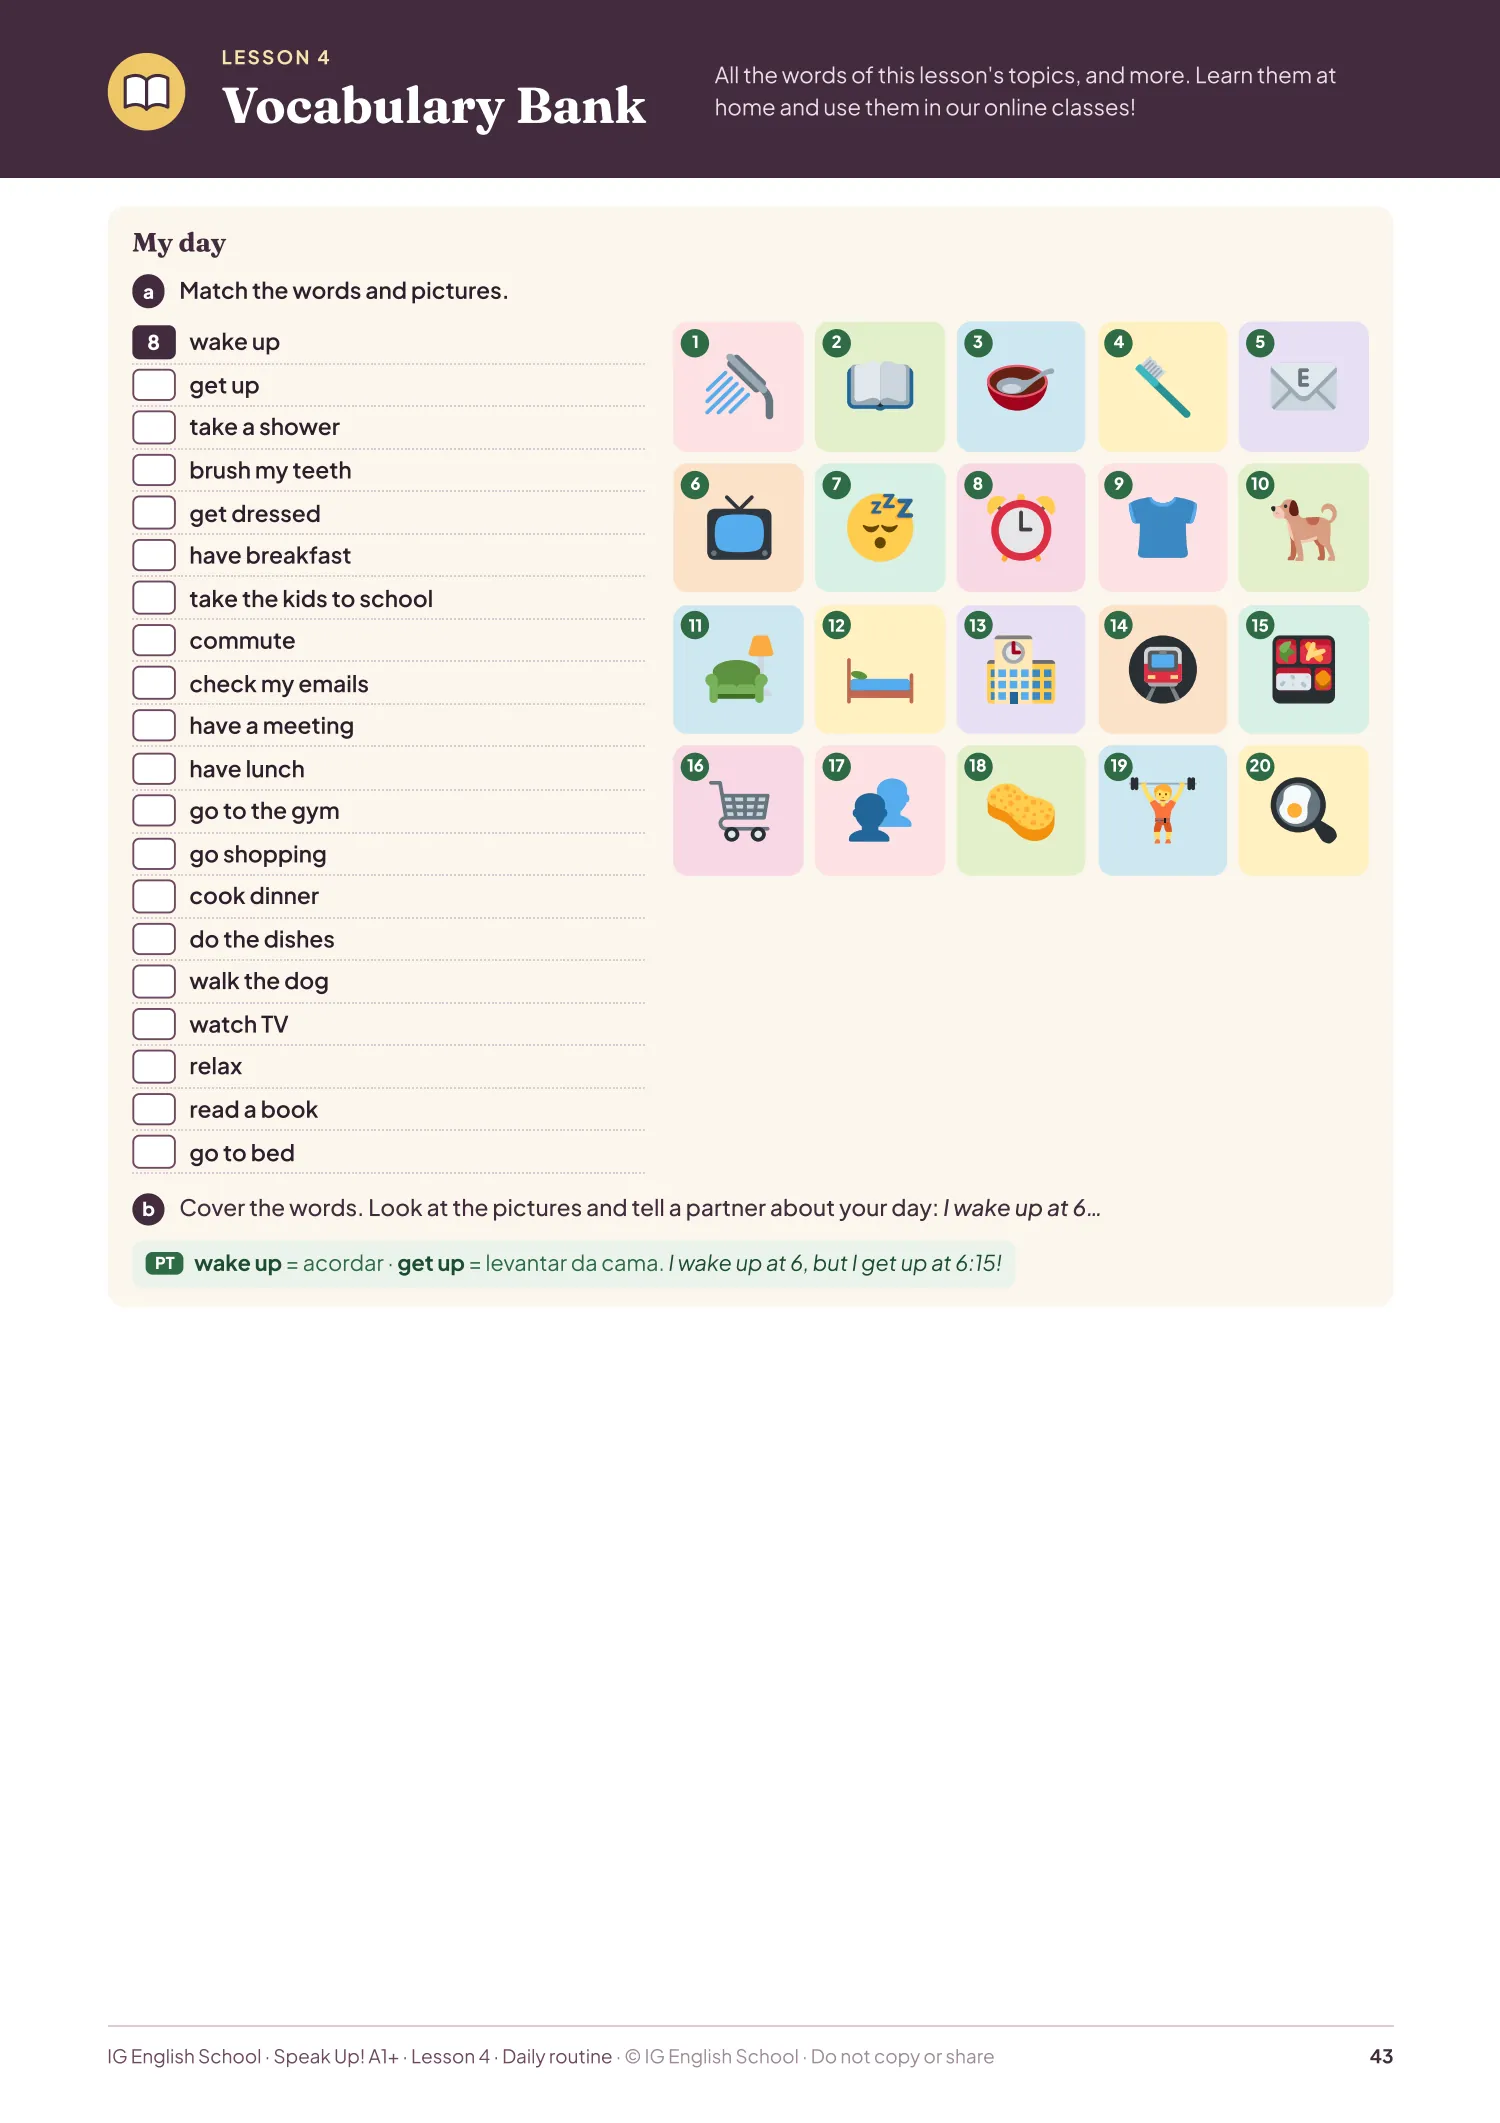 LESSON 4
Vocabulary Bank
All the words of this lesson's topics, and more. Learn them at
home and use them in our online classes!
My day
a Match the words and pictures.
8 wake up
get up
take a shower
brush my teeth
get dressed
have breakfast
take the kids to school
commute
check my emails
have a meeting
have lunch
go to the gym
go shopping
cook dinner
do the dishes
walk the dog
watch TV
relax
read a book
go to bed
1 2 3 4 5
E
6 7 8 9 10
z z z
11 12 13 14 15
16 17 18 19 20
b Cover the words. Look at the pictures and tell a partner about your day: I wake up at 6...
PT wake up = acordar · get up = levantar da cama. I wake up at 6, but I get up at 6:15!
IG English School · Speak Up! A1+ · Lesson 4 · Daily routine · © IG English School · Do not copy or share
43